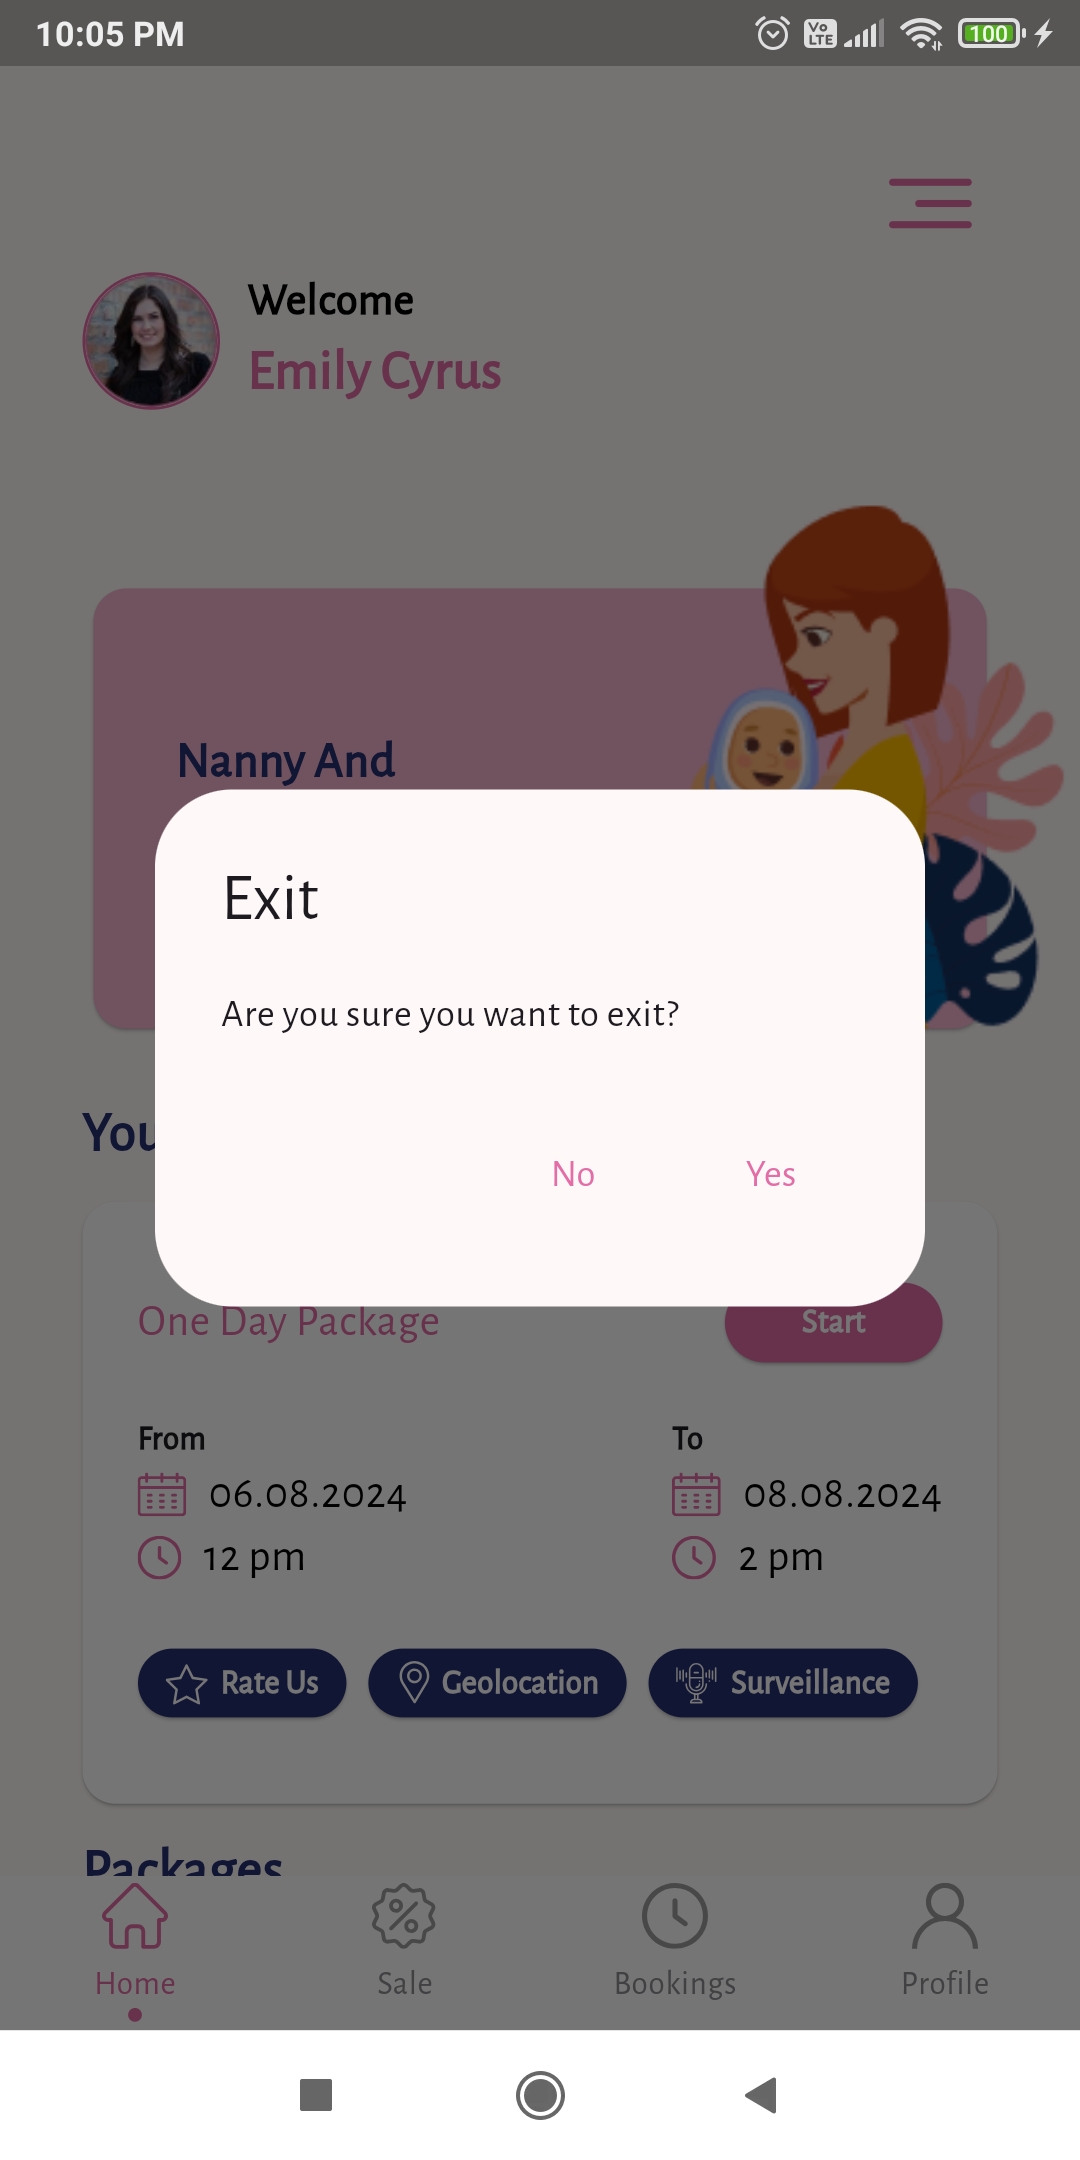 10:05 PM
Vo LTE
100
Welcome
Emily Cyrus
Nanny And
Exit
Are you sure you want to exit?
You
No Yes
One Day Package
Start
From To
06.08.2024 08.08.2024
12 pm 2 pm
Rate Us Geolocation Surveillance
Packages
Home Sale Bookings Profile